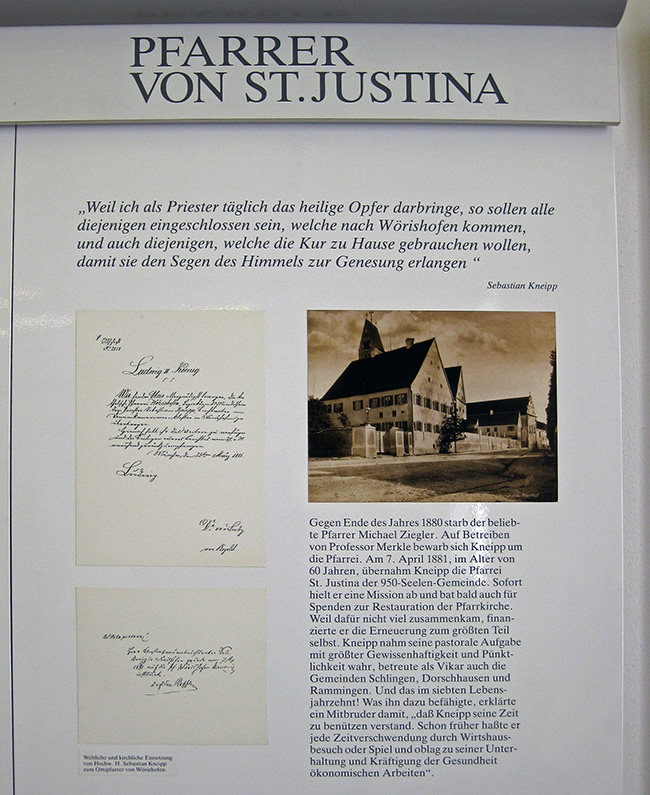 PFARRER
VON ST. JUSTINA
„Weil ich als Priester täglich das heilige Opfer darbringe, so sollen alle
diejenigen eingeschlossen sein, welche nach Wörishofen kommen,
und auch diejenigen, welche die Kur zu Hause gebrauchen wollen,
damit sie den Segen des Himmels zur Genesung erlangen “
Sebastian Kneipp
Ludwig II König
Ludwig
Gegen Ende des Jahres 1880 starb der belieb-
te Pfarrer Michael Ziegler. Auf Betreiben
von Professor Merkle bewarb sich Kneipp um
die Pfarrei. Am 7. April 1881, im Alter von
60 Jahren, übernahm Kneipp die Pfarrei
St. Justina der 950-Seelen-Gemeinde. Sofort
hielt er eine Mission ab und bat bald auch für
Spenden zur Restauration der Pfarrkirche.
Weil dafür nicht viel zusammenkam, finan-
zierte er die Erneuerung zum größten Teil
selbst. Kneipp nahm seine pastorale Aufgabe
mit größter Gewissenhaftigkeit und Pünkt-
lichkeit wahr, betreute als Vikar auch die
Gemeinden Schlingen, Dorschhausen und
Rammingen. Und das im siebten Lebens-
jahrzehnt! Was ihn dazu befähigte, erklärte
ein Mitbruder damit, „daß Kneipp seine Zeit
zu benützen verstand. Schon früher haßte er
jede Zeitverschwendung durch Wirtshaus-
besuch oder Spiel und oblag zu seiner Unter-
haltung und Kräftigung der Gesundheit
ökonomischen Arbeiten“.
Weltliche und kirchliche Einsetzung
von Hochw. H. Sebastian Kneipp
zum Ortspfarrer von Wörishofen.